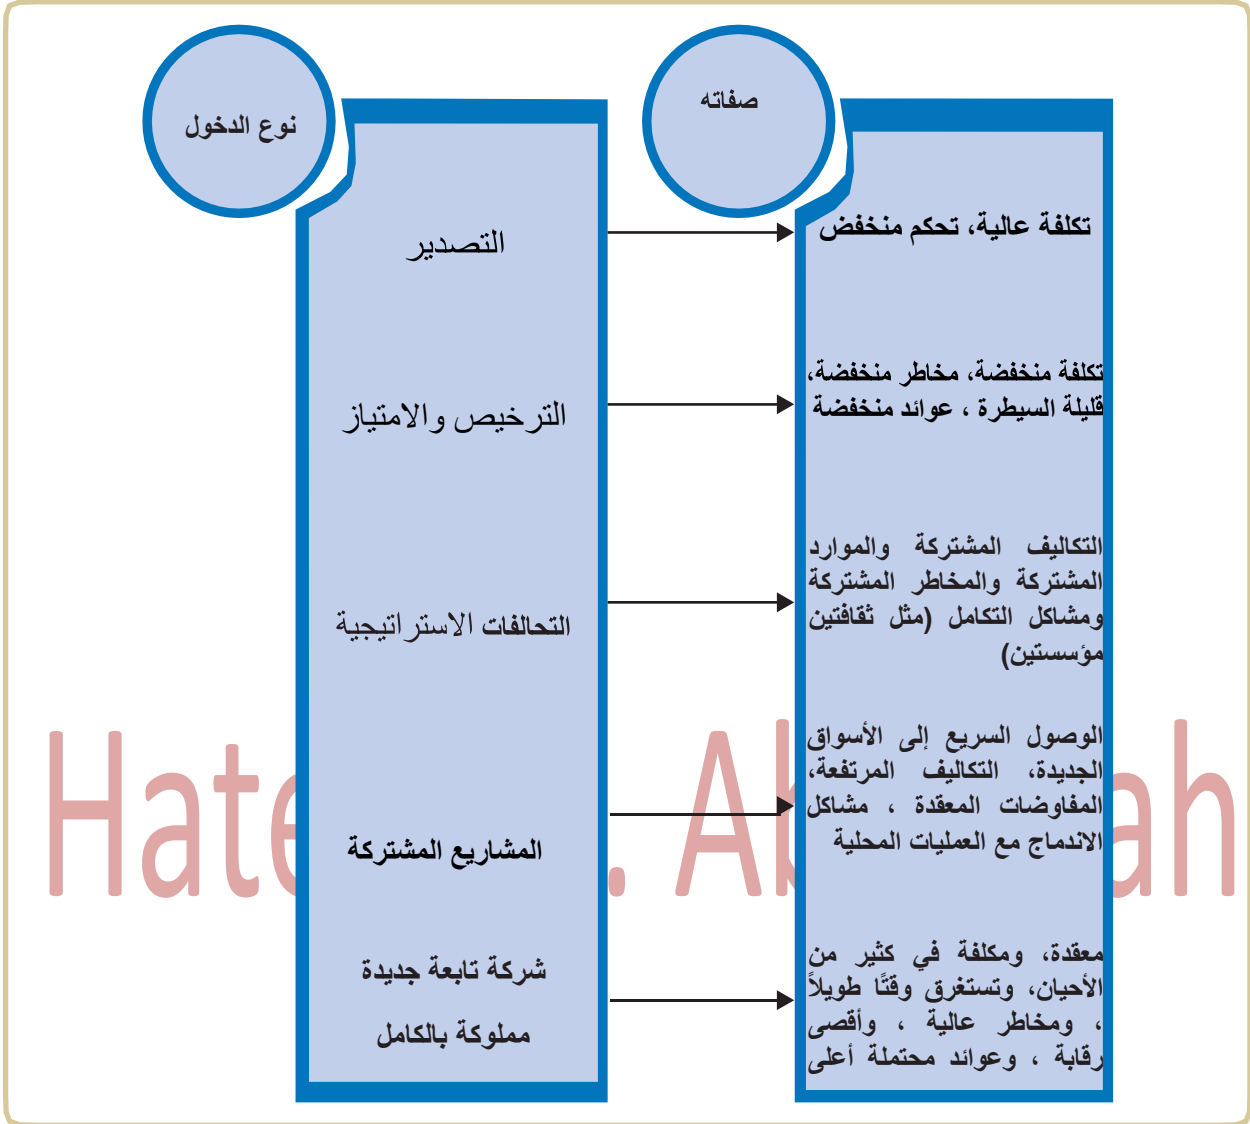 نوع الدخول
صفاته
التصدير
تكلفة عالية، تحكم منخفض
الترخيص والامتياز
تكلفة منخفضة، مخاطر منخفضة،
قليلة السيطرة ، عوائد منخفضة
التحالفات الاستراتيجية
التكاليف المشتركة والموارد
المشتركة والمخاطر المشتركة
ومشاكل التكامل (مثل ثقافتين
مؤسستين)
المشاريع المشتركة
الوصول السريع إلى الأسواق
الجديدة، التكاليف المرتفعة،
المفاوضات المعقدة ، مشاكل
الاندماج مع العمليات المحلية
شركة تابعة جديدة
مملوكة بالكامل
معقدة، ومكلفة في كثير من
الأحيان، وتستغرق وقتًا طويلاً
، ومخاطر عالية ، وأقصى
رقابة ، وعوائد محتملة أعلى